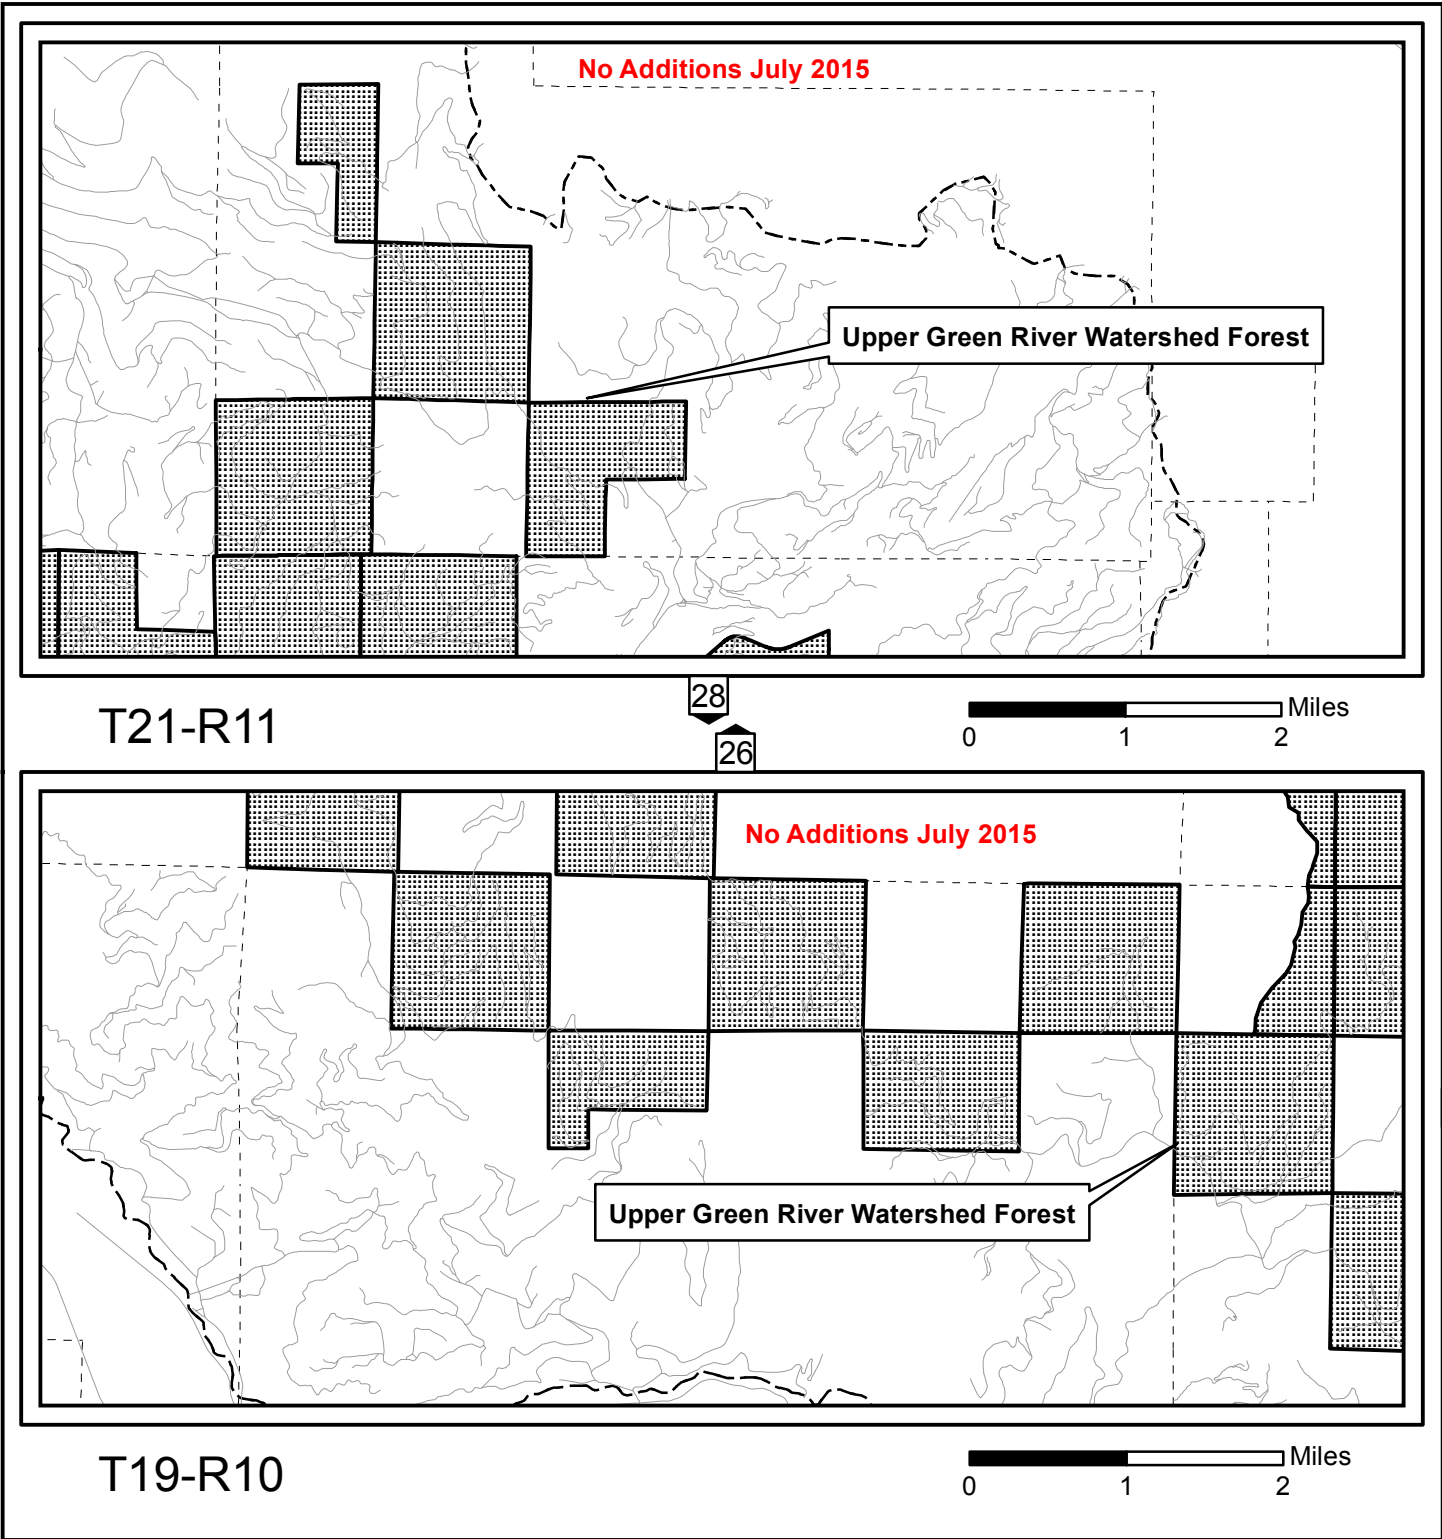 No Additions July 2015
Upper Green River Watershed Forest
T21-R11
28
26
Miles
0 1 2
No Additions July 2015
Upper Green River Watershed Forest
T19-R10
Miles
0 1 2